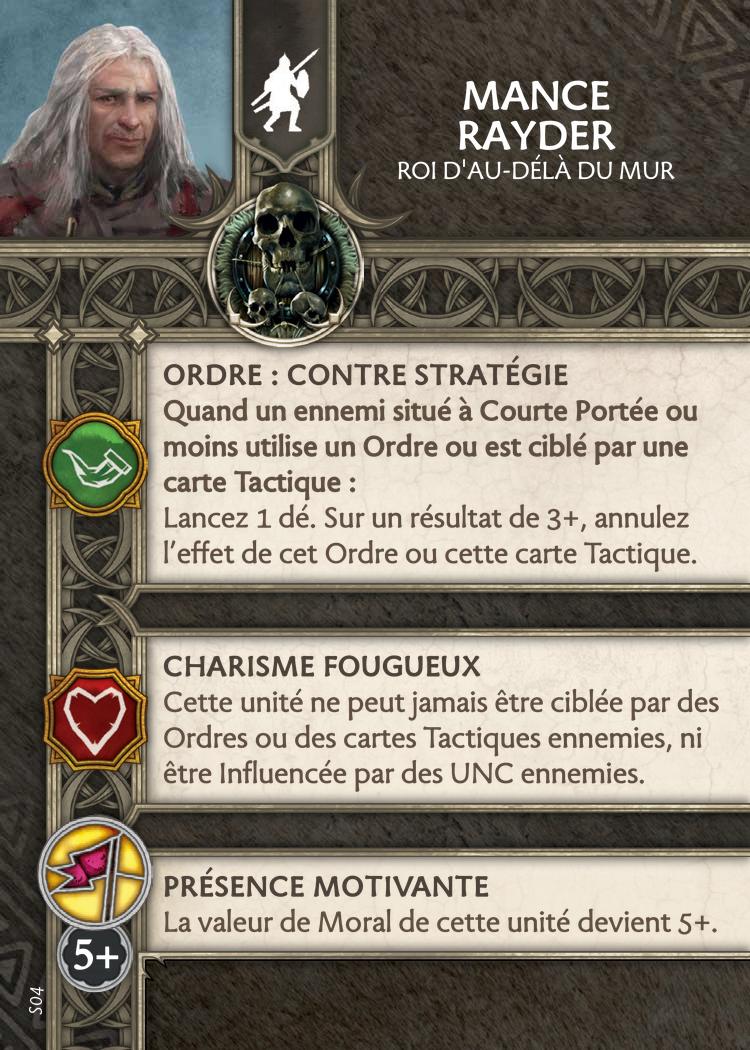 MANCE
RAYDER
ROI D'AU-DÉLÀ DU MUR
ORDRE : CONTRE STRATÉGIE
Quand un ennemi situé à Courte Portée ou
moins utilise un Ordre ou est ciblé par une
carte Tactique :
Lancez 1 dé. Sur un résultat de 3+, annulez
l'effet de cet Ordre ou cette carte Tactique.
CHARISME FOUGUEUX
Cette unité ne peut jamais être ciblée par des
Ordres ou des cartes Tactiques ennemies, ni
être Influencée par des UNC ennemies.
PRÉSENCE MOTIVANTE
La valeur de Moral de cette unité devient 5+.
5+
S04